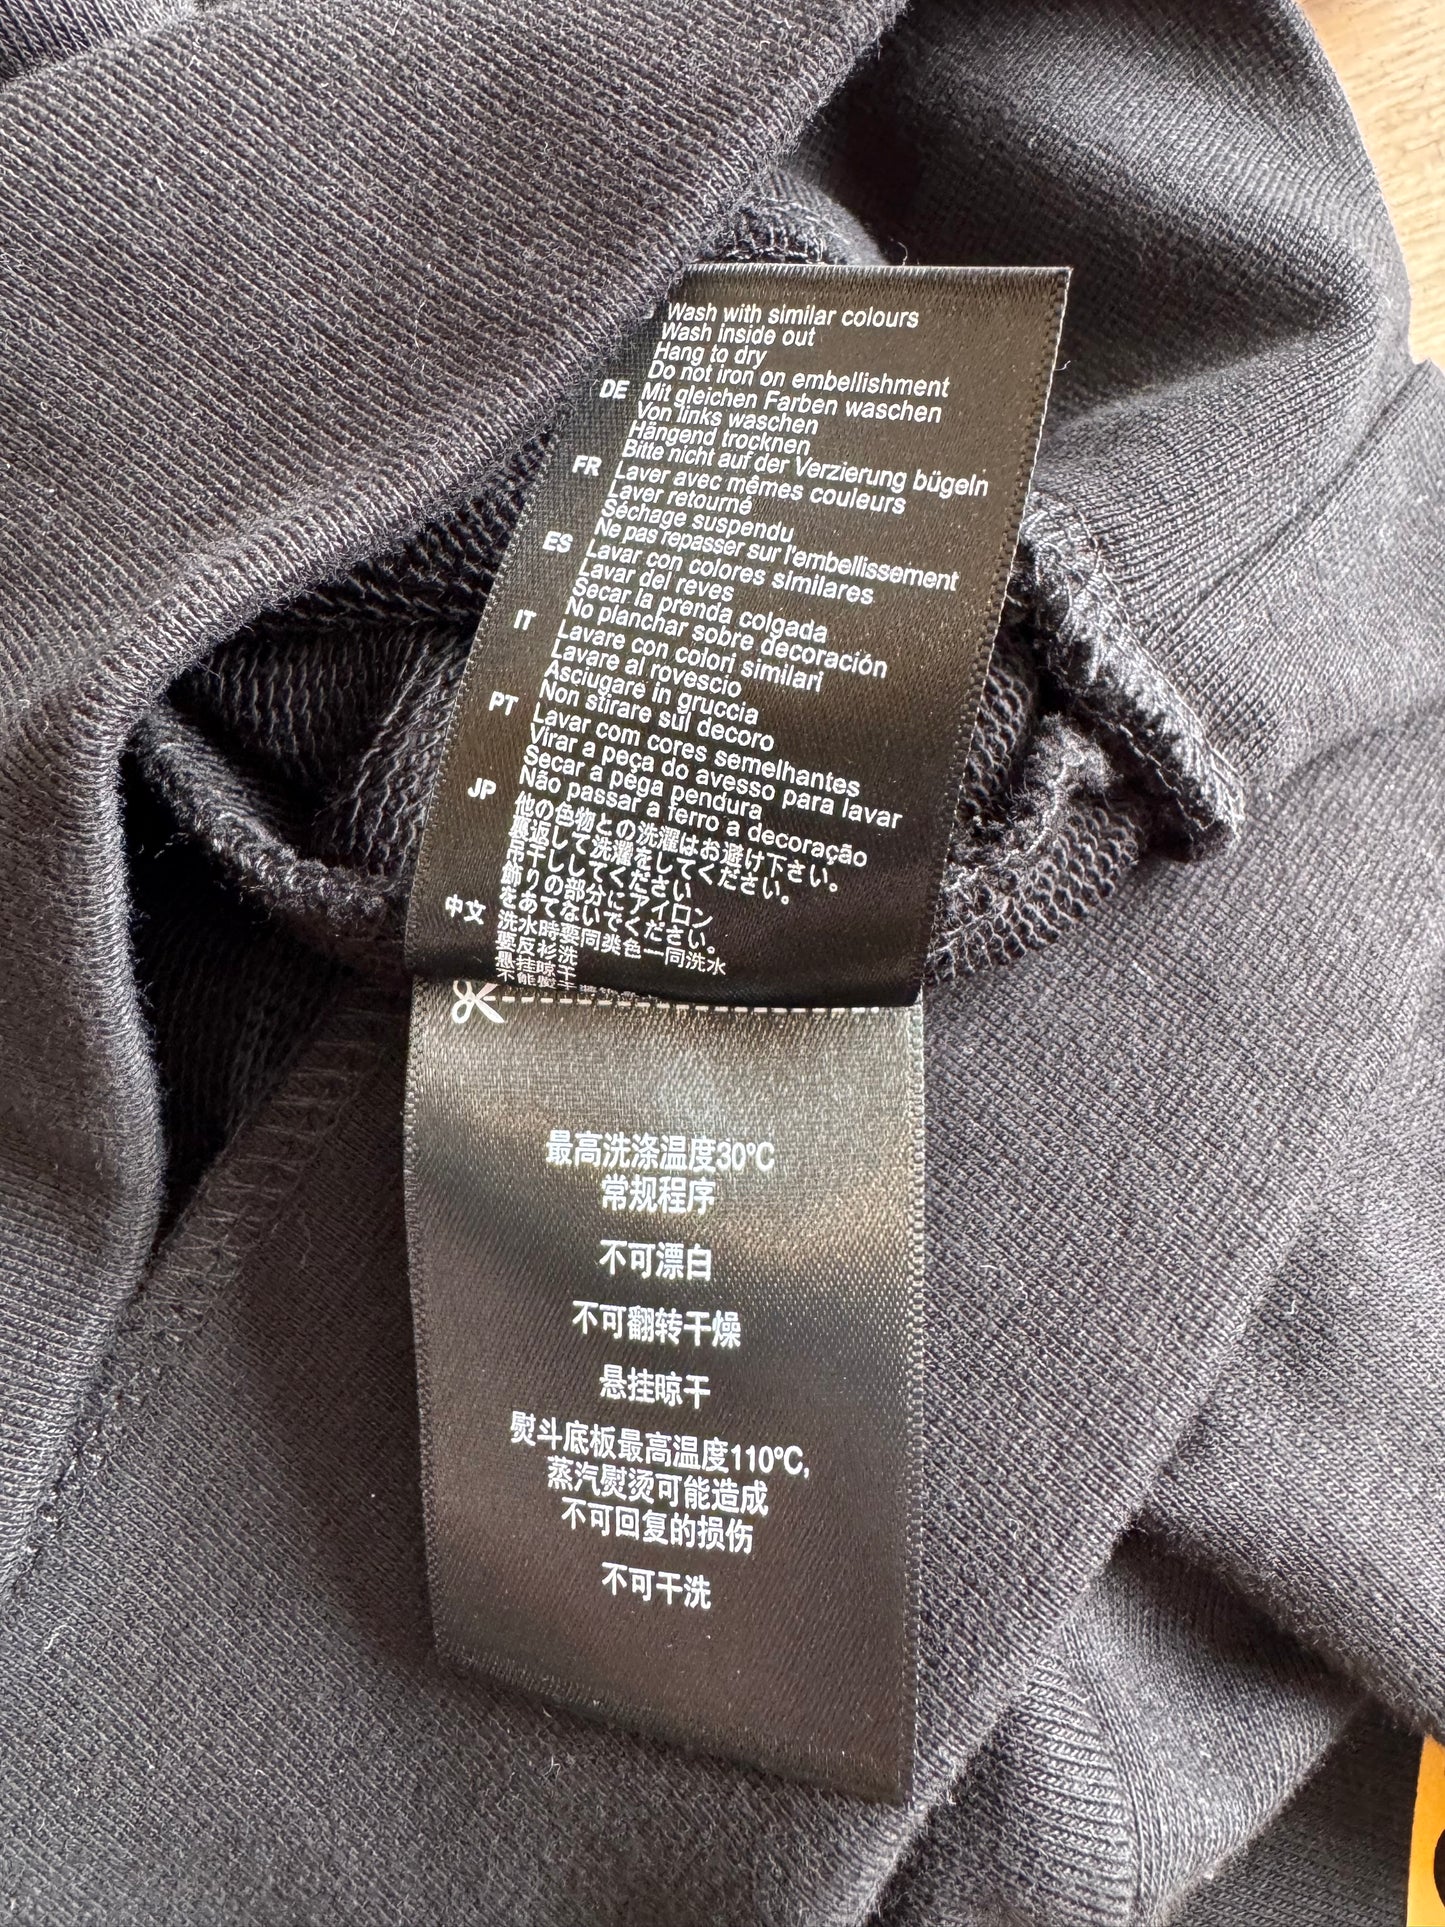 Wash with similar colours
Wash inside out
Hang to dry
Do not iron on embellishment
DE Mit gleichen Farben waschen
Von links waschen
Hängend trocknen
Bitte nicht auf der Verzierung bügeln
FR Laver avec mêmes couleurs
Laver retourné
Séchage suspendu
Ne pas repasser sur l'embellissement
ES Lavar con colores similares
Lavar del reves
Secar la prenda colgada
No planchar sobre decoración
IT Lavare con colori similari
Lavare al rovescio
Asciugare in gruccia
Non stirare sul decoro
PT Lavar com cores semelhantes
Virar a peça do avesso para lavar
Secar a pêga pendura
Não passar a ferro a decoração
JP 他の色物との洗濯はお避け下さい。
裏返して洗濯をしてください。
吊干ししてください
飾りの部分にアイロン
をあてないでください。
中文 洗水時要同类色一同洗水
要反衫洗
悬挂晾干
最高洗涤温度30°C
常规程序
不可漂白
不可翻转干燥
悬挂晾干
熨斗底板最高温度110°C,
蒸汽熨烫可能造成
不可回复的损伤
不可干洗